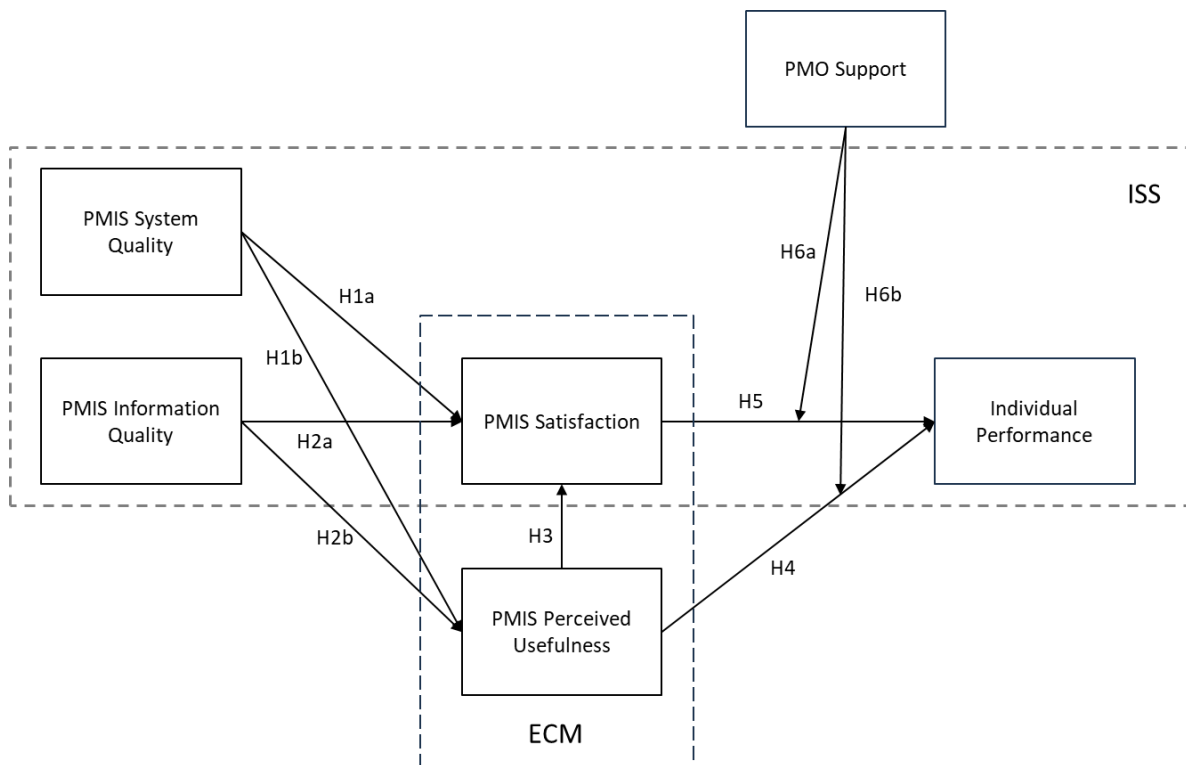 PMO Support
ISS
PMIS System
Quality
H6a
H6b
H1a
H1b
PMIS Information
Quality
H2a
PMIS Satisfaction
H5
Individual
Performance
H2b
H3
H4
PMIS Perceived
Usefulness
ECM